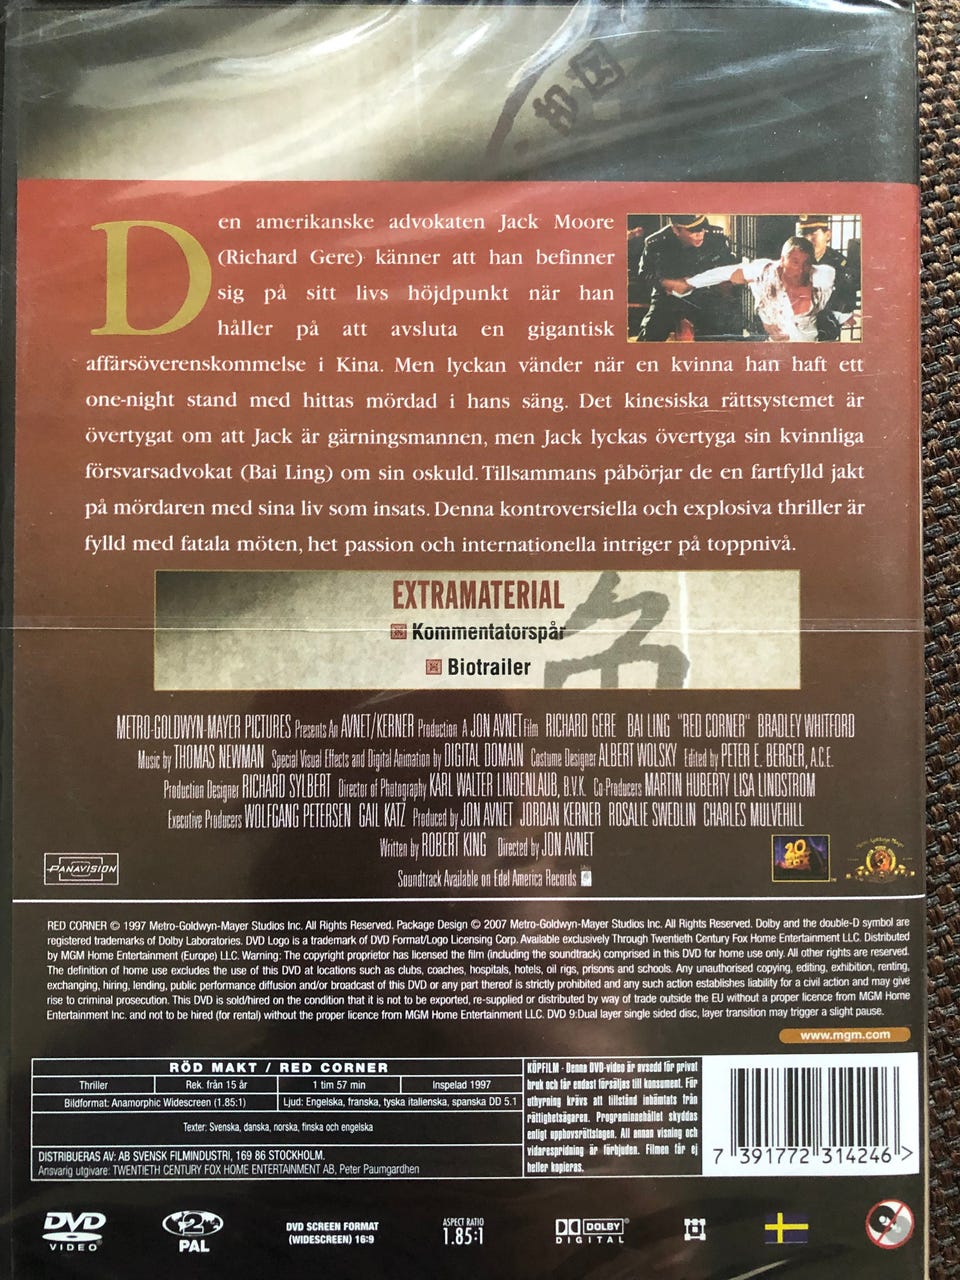 Den amerikanske advokaten Jack Moore
(Richard Gere) känner att han befinner
sig på sitt livs höjdpunkt när han
håller på att avsluta en gigantisk
affärsöverenskommelse i Kina. Men lyckan vänder när en kvinna han haft ett
one-night stand med hittas mördad i hans säng. Det kinesiska rättsystemet är
övertygat om att Jack är gärningsmannen, men Jack lyckas övertyga sin kvinnliga
försvarsadvokat (Bai Ling) om sin oskuld. Tillsammans påbörjar de en fartfylld jakt
på mördaren med sina liv som insats. Denna kontroversiella och explosiva thriller är
fylld med fatala möten, het passion och internationella intriger på toppnivå.
EXTRAMATERIAL
Kommentatorspår
Biotrailer
METRO-GOLDWYN-MAYER PICTURES Presents An AVNET/KERNER Production A JON AVNET Film RICHARD GERE BAI LING "RED CORNER" BRADLEY WHITFORD
Music by THOMAS NEWMAN Special Visual Effects and Digital Animation by DIGITAL DOMAIN Costume Designer ALBERT WOLSKY Edited by PETER E. BERGER, A.C.E.
Production Designer RICHARD SYLBERT Director of Photography KARL WALTER LINDENLAUB, B.V.K. Co-Producers MARTIN HUBERTY LISA LINDSTROM
Executive Producers WOLFGANG PETERSEN GAIL KATZ Produced by JON AVNET JORDAN KERNER ROSALIE SWEDLIN CHARLES MULVEHILL
Written by ROBERT KING Directed by JON AVNET
Soundtrack Available on Edel America Records
PANAVISION
20
RED CORNER © 1997 Metro-Goldwyn-Mayer Studios Inc. All Rights Reserved. Package Design © 2007 Metro-Goldwyn-Mayer Studios Inc. All Rights Reserved. Dolby and the double-D symbol are
registered trademarks of Dolby Laboratories. DVD Logo is a trademark of DVD Format/Logo Licensing Corp. Available exclusively Through Twentieth Century Fox Home Entertainment LLC. Distributed
by MGM Home Entertainment (Europe) LLC. Warning: The copyright proprietor has licensed the film (including the soundtrack) comprised in this DVD for home use only. All other rights are reserved.
The definition of home use excludes the use of this DVD at locations such as clubs, coaches, hospitals, hotels, oil rigs, prisons and schools. Any unauthorised copying, editing, exhibition, renting,
exchanging, hiring, lending, public performance diffusion and/or broadcast of this DVD or any part thereof is strictly prohibited and any such action establishes liability for a civil action and may give
rise to criminal prosecution. This DVD is sold/hired on the condition that it is not to be exported, re-supplied or distributed by way of trade outside the EU without a proper licence from MGM Home
Entertainment Inc. and not to be hired (for rental) without the proper licence from MGM Home Entertainment LLC. DVD 9:Dual layer single sided disc, layer transition may trigger a slight pause.
www.mgm.com
RÖD MAKT / RED CORNER
Thriller Rek. från 15 år 1 tim 57 min Inspelad 1997
Bildformat: Anamorphic Widescreen (1.85:1) Ljud: Engelska, franska, tyska italienska, spanska DD 5.1
Texter: Svenska, danska, norska, finska och engelska
DISTRIBUERAS AV: AB SVENSK FILMINDUSTRI, 169 86 STOCKHOLM.
Ansvarig utgivare: TWENTIETH CENTURY FOX HOME ENTERTAINMENT AB, Peter Paumgardhen
KÖPFILM - Denna DVD-video är avsedd för privat
bruk och får endast försäljas till konsument. För
uthyrning krävs att tillstånd inhämtats från
rättighetsägaren. Programinnehållet skyddas
enligt upphovsrättslagen. All annan visning och
vidarespridning är förbjuden. Filmen får ej
heller kopieras.
7 391772 314246 >
DVD VIDEO
2 PAL
DVD SCREEN FORMAT
(WIDESCREEN) 16:9
ASPECT RATIO
1.85:1
DOLBY
DIGITAL